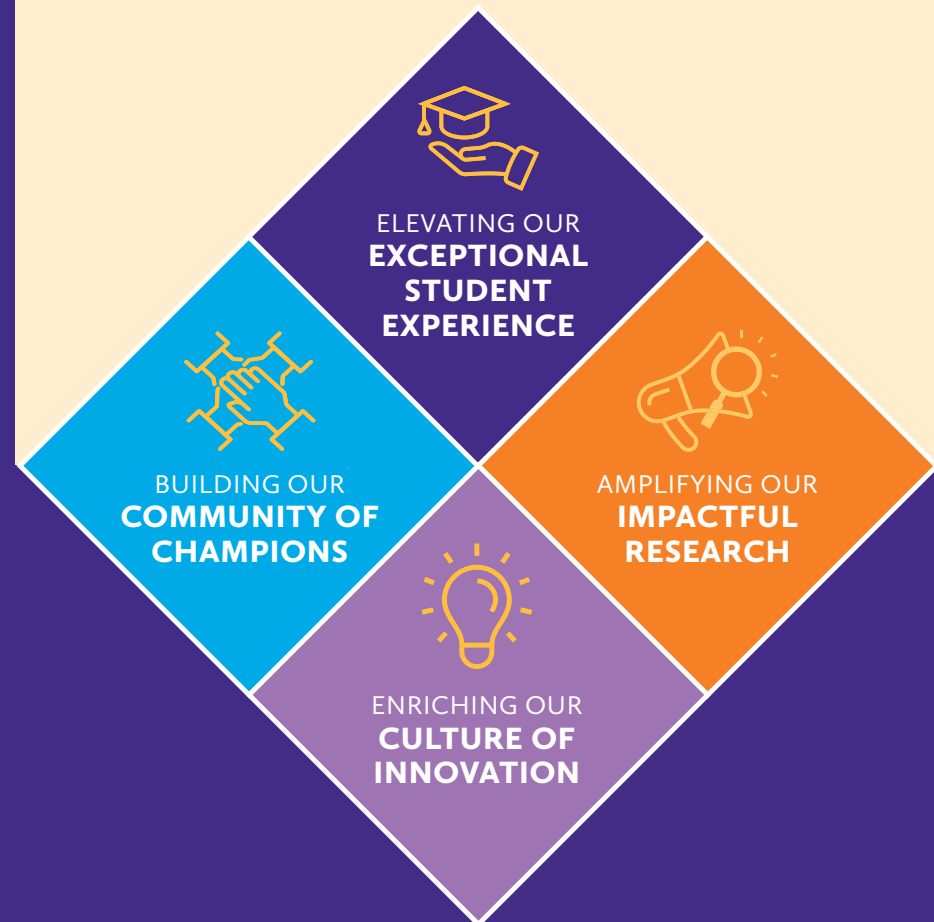 ELEVATING OUR
EXCEPTIONAL
STUDENT
EXPERIENCE
BUILDING OUR
COMMUNITY OF
CHAMPIONS
AMPLIFYING OUR
IMPACTFUL
RESEARCH
ENRICHING OUR
CULTURE OF
INNOVATION